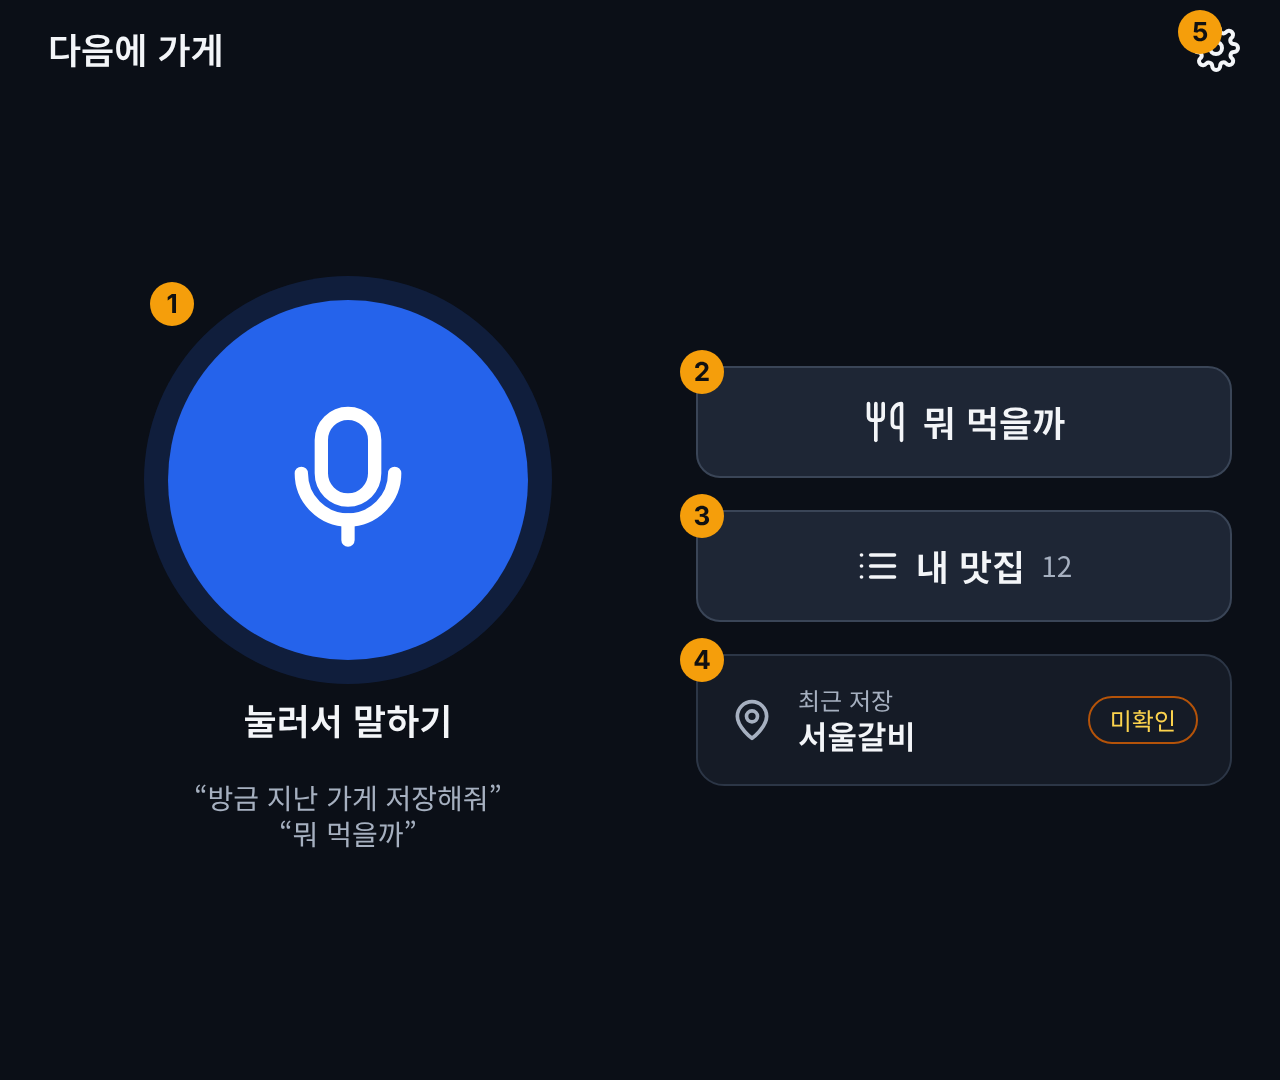 다음에 가게
5
1
눌러서 말하기
“방금 지난 가게 저장해줘”
“뭐 먹을까”
2
뭐 먹을까
3
내 맛집 12
4
최근 저장
서울갈비
미확인